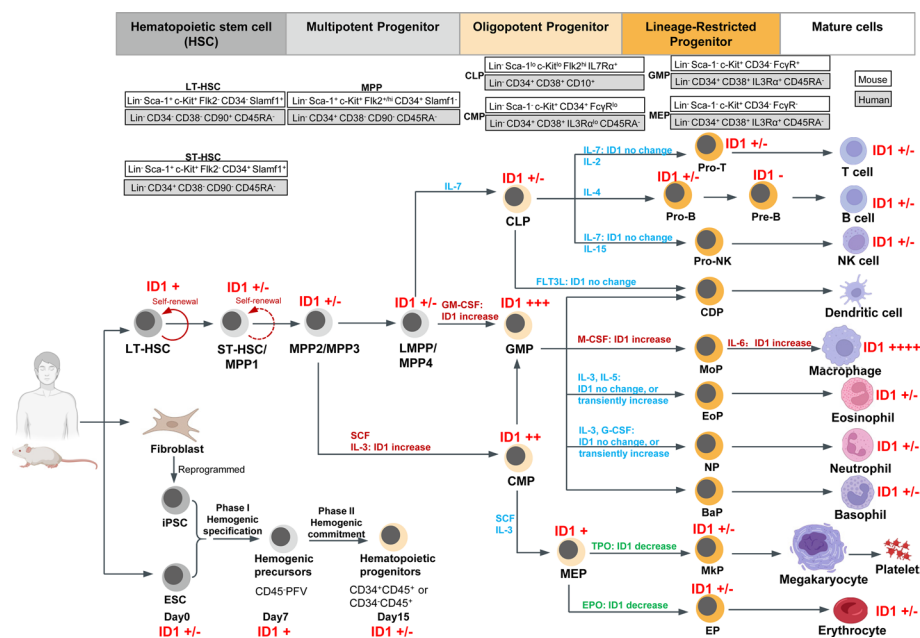 Hematopoietic stem cell
(HSC)
Multipotent Progenitor
Oligopotent Progenitor
Lineage-Restricted
Progenitor
Mature cells
LT-HSC
Lin⁻ Sca-1⁺ c-Kit⁺ Flk2⁻ CD34⁻ Slamf1⁺
Lin⁻ CD34⁻ CD38⁻ CD90⁺ CD45RA⁻
MPP
Lin⁻ Sca-1⁺ c-Kit⁺ Flk2⁺/ʰⁱ CD34⁺ Slamf1⁻
Lin⁻ CD34⁺ CD38⁻ CD90⁻ CD45RA⁻
CLP
Lin⁻ Sca-1ˡᵒ c-Kitˡᵒ Flk2ʰⁱ IL7Rα⁺
Lin⁻ CD34⁺ CD38⁺ CD10⁺
CMP
Lin⁻ Sca-1⁻ c-Kit⁺ CD34⁺ FcγRˡᵒ
Lin⁻ CD34⁺ CD38⁺ IL3Rαˡᵒ CD45RA⁻
GMP
Lin⁻ Sca-1⁻ c-Kit⁺ CD34⁺ FcγR⁺
Lin⁻ CD34⁺ CD38⁺ IL3Rα⁺ CD45RA⁻
MEP
Lin⁻ Sca-1⁻ c-Kit⁺ CD34⁻ FcγR⁻
Lin⁻ CD34⁺ CD38⁺ IL3Rα⁺ CD45RA⁻
Mouse
Human
ST-HSC
Lin⁻ Sca-1⁺ c-Kit⁺ Flk2⁻ CD34⁺ Slamf1⁺
Lin⁻ CD34⁺ CD38⁻ CD90⁻ CD45RA⁻
IL-7
ID1 +/-
CLP
IL-7: ID1 no change
IL-2
ID1 +/-
Pro-T
ID1 +/-
ID1 +/-
T cell
IL-4
ID1 +/-
Pro-B
ID1 -
Pre-B
ID1 +/-
B cell
IL-7: ID1 no change
IL-15
Pro-NK
ID1 +/-
NK cell
FLT3L: ID1 no change
CDP
Dendritic cell
ID1 +
Self-renewal
LT-HSC
ID1 +/-
Self-renewal
ST-HSC/
MPP1
ID1 +/-
MPP2/MPP3
ID1 +/-
LMPP/
MPP4
GM-CSF:
ID1 increase
ID1 +++
GMP
M-CSF: ID1 increase
MoP
IL-6: ID1 increase
ID1 ++++
Macrophage
IL-3, IL-5:
ID1 no change, or
transiently increase
EoP
ID1 +/-
Eosinophil
IL-3, G-CSF:
ID1 no change, or
transiently increase
NP
ID1 +/-
Neutrophil
BaP
ID1 +/-
Basophil
SCF
IL-3: ID1 increase
ID1 ++
CMP
SCF
IL-3
ID1 +
MEP
TPO: ID1 decrease
ID1 +/-
MkP
Megakaryocyte
Platelet
EPO: ID1 decrease
ID1 +/-
EP
ID1 +/-
Erythrocyte
Fibroblast
Reprogrammed
iPSC
Phase I
Hemogenic
specification
Phase II
Hemogenic
commitment
ESC
Day0
ID1 +/-
Hemogenic
precursors
CD45⁻PFV
Day7
ID1 +
Hematopoietic
progenitors
CD34⁺CD45⁺ or
CD34⁻CD45⁺
Day15
ID1 +/-